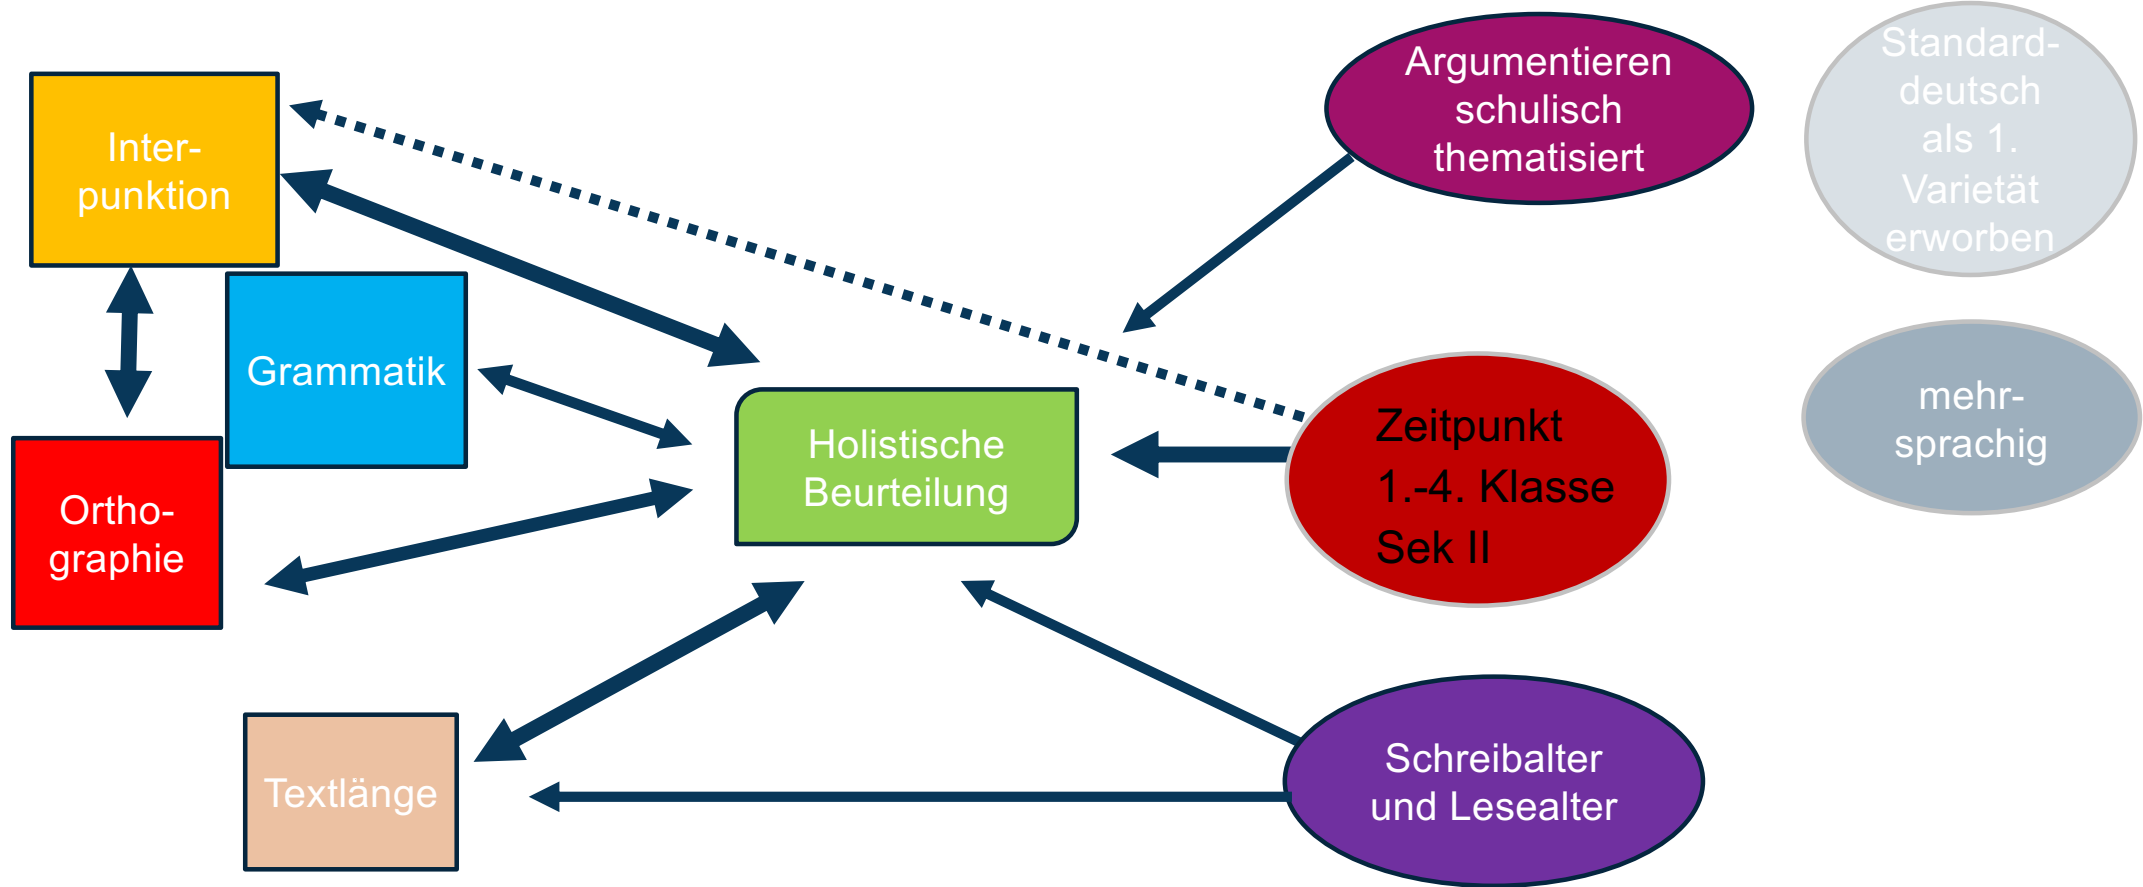 Inter-
punktion
Grammatik
Ortho-
graphie
Textlänge
Holistische
Beurteilung
Argumentieren
schulisch
thematisiert
Zeitpunkt
1.-4. Klasse
Sek II
Schreibalter
und Lesealter
Standard-
deutsch
als 1.
Varietät
erworben
mehr-
sprachig